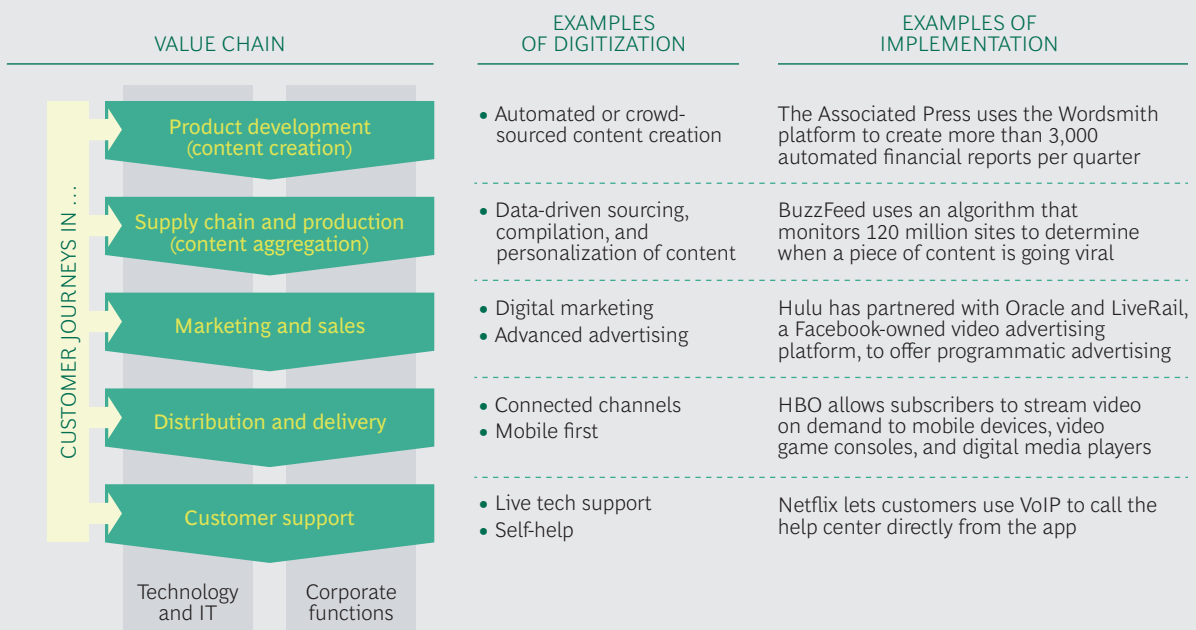 VALUE CHAIN
EXAMPLES
OF DIGITIZATION
EXAMPLES OF
IMPLEMENTATION
CUSTOMER JOURNEYS IN ...
Product development
(content creation)
• Automated or crowd-
sourced content creation
The Associated Press uses the Wordsmith
platform to create more than 3,000
automated financial reports per quarter
Supply chain and production
(content aggregation)
• Data-driven sourcing,
compilation, and
personalization of content
BuzzFeed uses an algorithm that
monitors 120 million sites to determine
when a piece of content is going viral
Marketing and sales
• Digital marketing
• Advanced advertising
Hulu has partnered with Oracle and LiveRail,
a Facebook-owned video advertising
platform, to offer programmatic advertising
Distribution and delivery
• Connected channels
• Mobile first
HBO allows subscribers to stream video
on demand to mobile devices, video
game consoles, and digital media players
Customer support
• Live tech support
• Self-help
Netflix lets customers use VoIP to call the
help center directly from the app
Technology
and IT
Corporate
functions